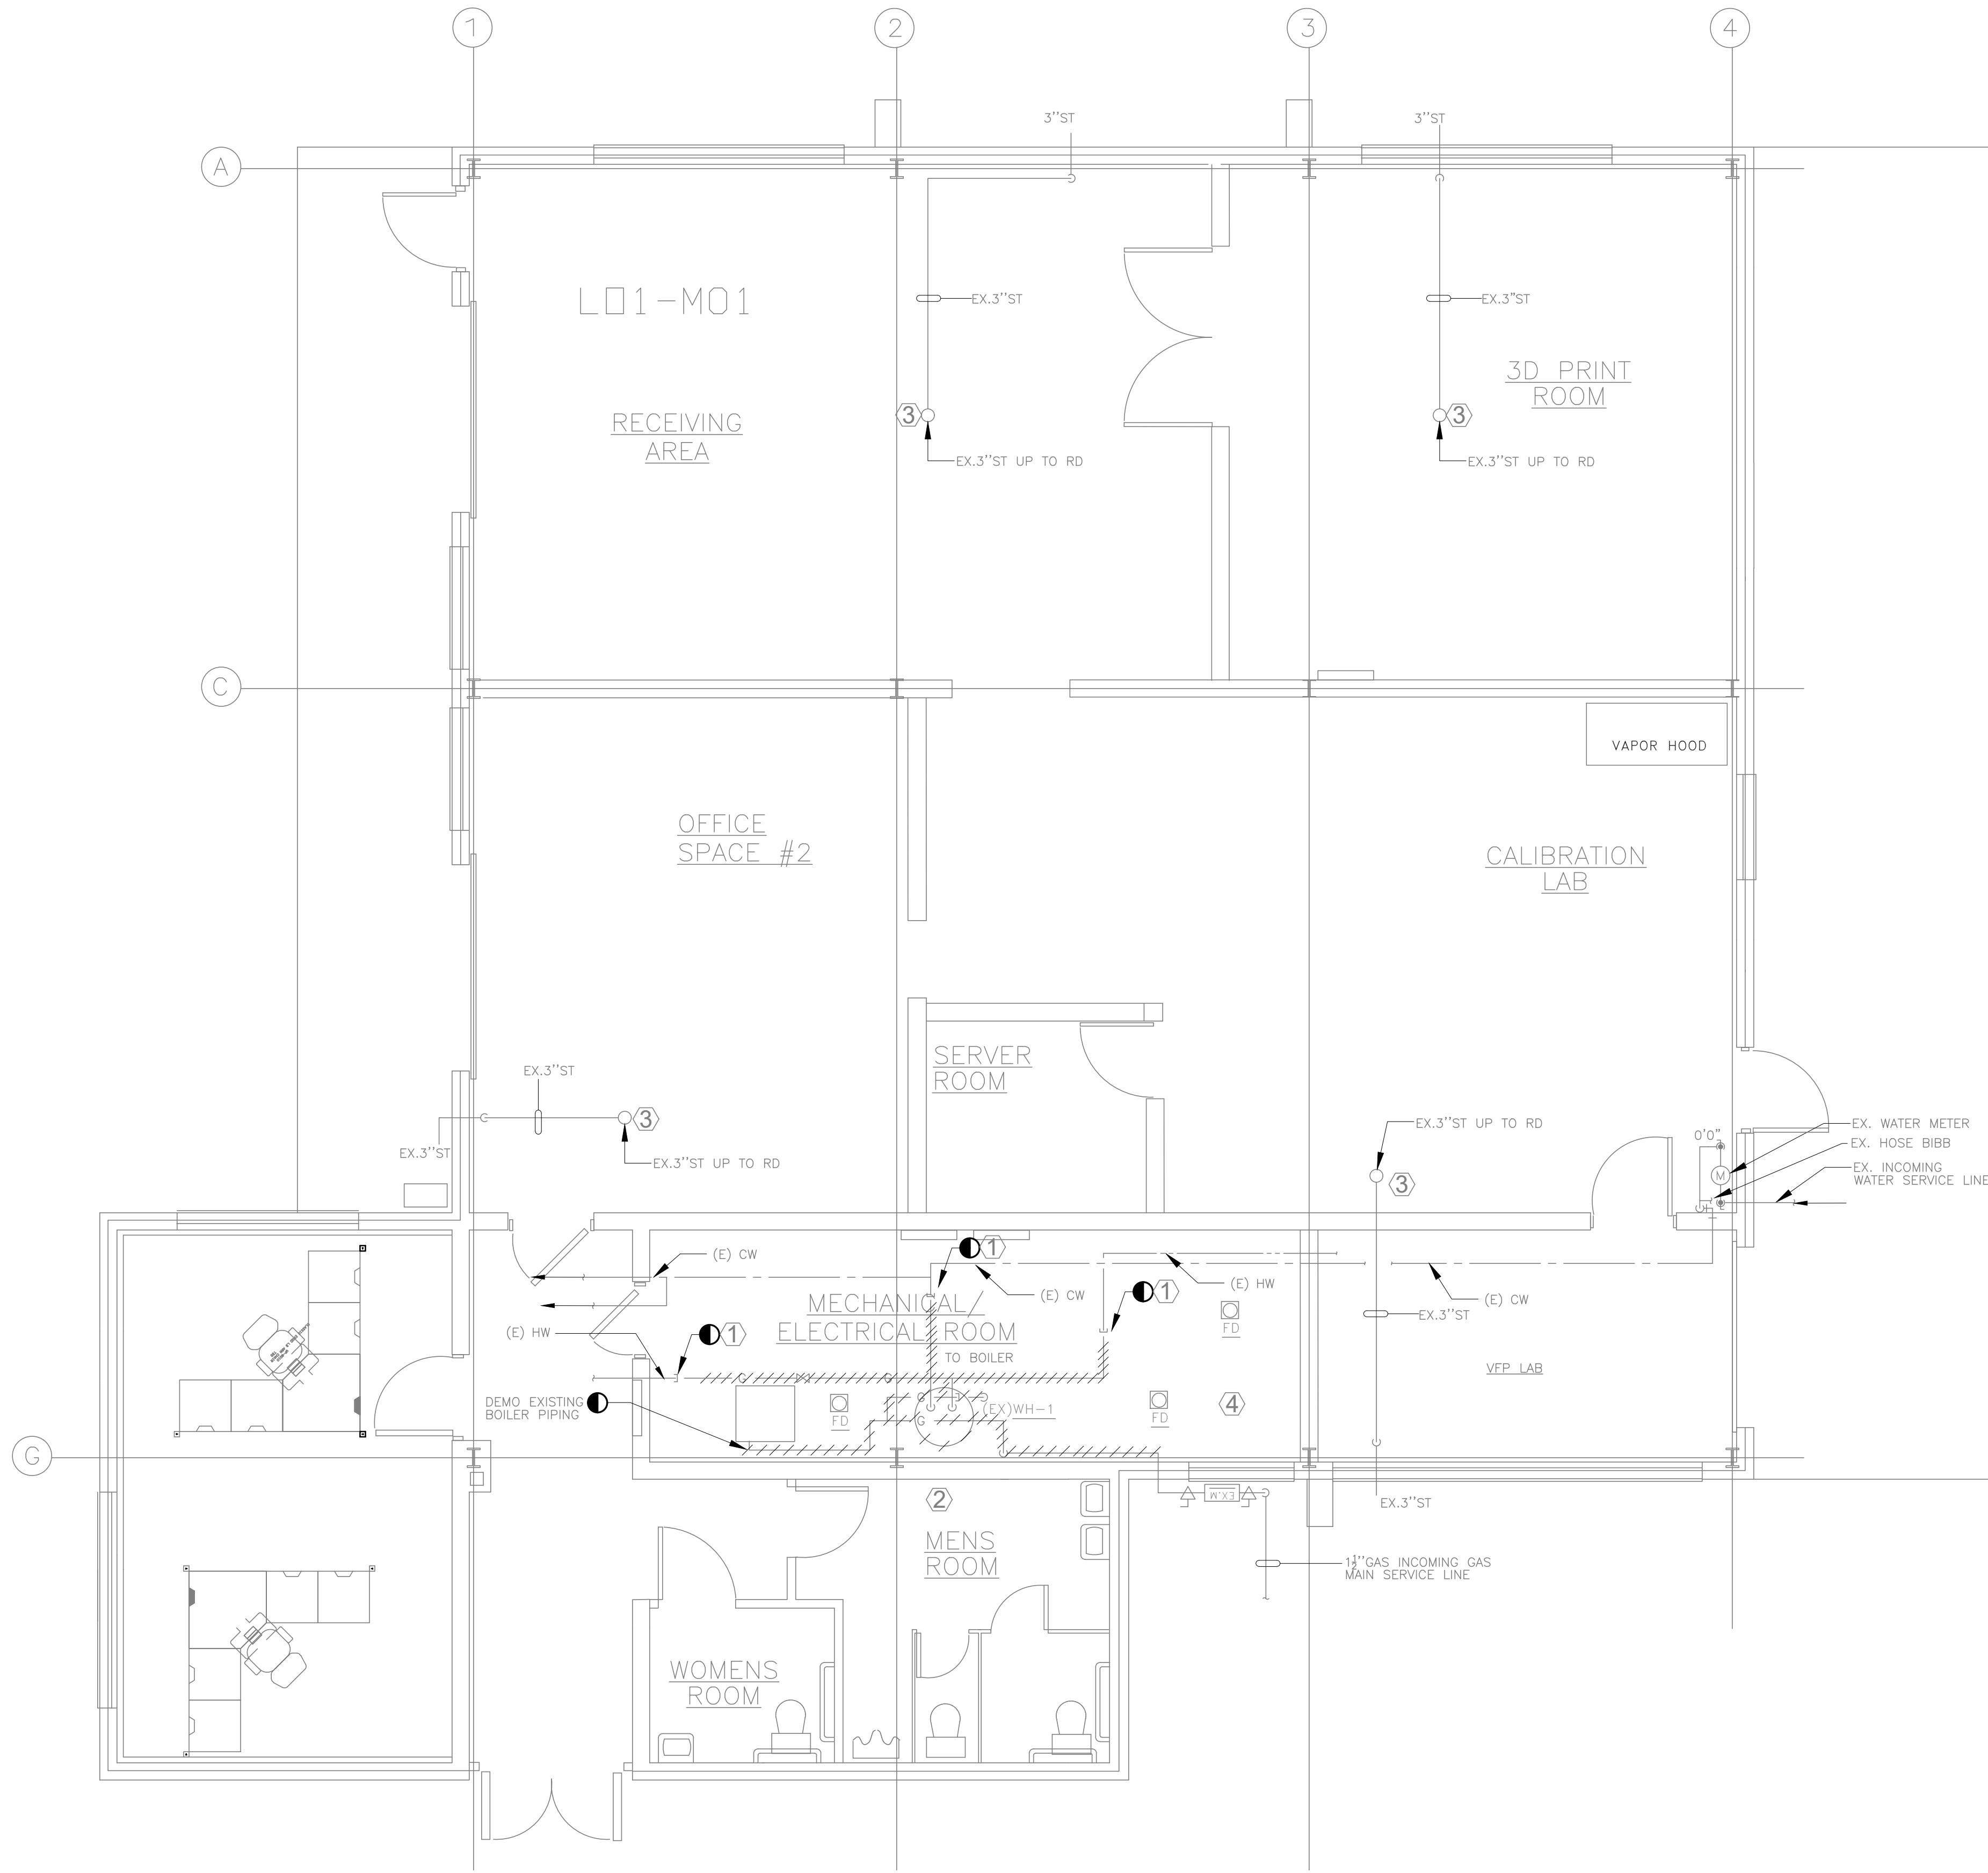 1
2
3
4
A
3''ST
3''ST
L01-M01
EX.3''ST
EX.3"ST
3D PRINT
ROOM
RECEIVING
AREA
3
3
EX.3''ST UP TO RD
EX.3''ST UP TO RD
C
VAPOR HOOD
OFFICE
SPACE #2
CALIBRATION
LAB
SERVER
ROOM
EX.3''ST
3
EX.3''ST
EX.3''ST UP TO RD
EX.3''ST UP TO RD
3
0'0"
M
EX. WATER METER
EX. HOSE BIBB
EX. INCOMING
WATER SERVICE LINE
(E) CW
1
(E) HW
(E) CW
1
(E) CW
MECHANICAL/
ELECTRICAL ROOM
FD
EX.3''ST
(E) HW
1
TO BOILER
VFP LAB
G
G
DEMO EXISTING
BOILER PIPING
FD
G
G
(EX)WH-1
FD
4
G
2
EX.M.
EX.3''ST
MENS
ROOM
1½''GAS INCOMING GAS
MAIN SERVICE LINE
WOMENS
ROOM